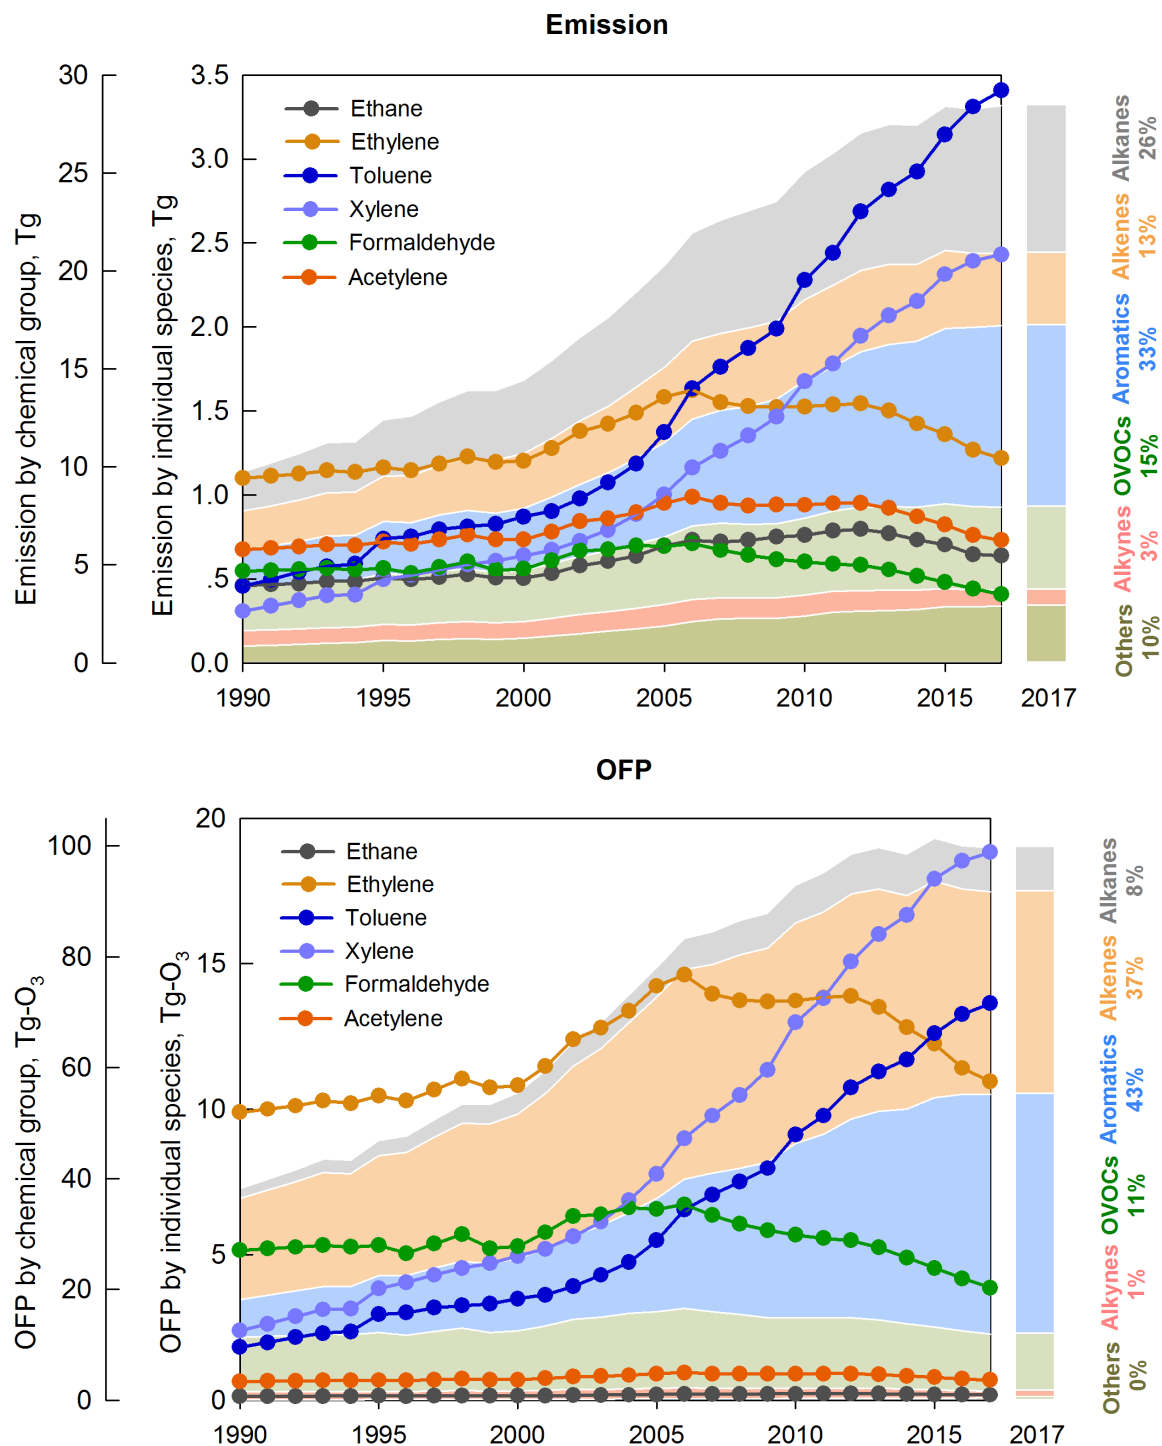 Emission
30
25
20
15
10
5
0
Emission by chemical group, Tg
3.5
3.0
2.5
2.0
1.5
1.0
.5
0.0
Emission by individual species, Tg
Ethane
Ethylene
Toluene
Xylene
Formaldehyde
Acetylene
1990
1995
2000
2005
2010
2015
2017
Alkanes
26%
Alkenes
13%
Aromatics
33%
OVOCs
15%
Alkynes
3%
Others
10%
OFP
100
80
60
40
20
0
OFP by chemical group, Tg-O3
20
15
10
5
0
OFP by individual species, Tg-O3
Ethane
Ethylene
Toluene
Xylene
Formaldehyde
Acetylene
1990
1995
2000
2005
2010
2015
2017
Alkanes
8%
Alkenes
37%
Aromatics
43%
OVOCs
11%
Alkynes
1%
Others
0%